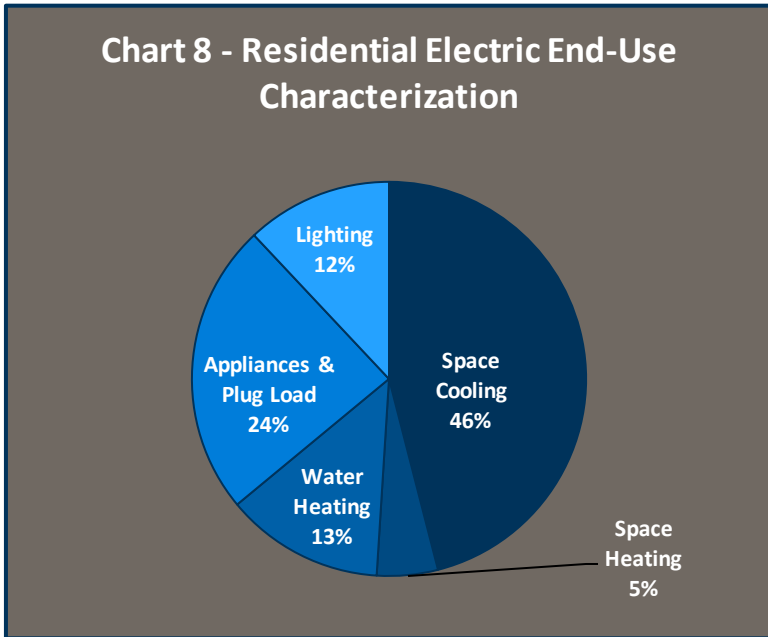 Chart 8 - Residential Electric End-Use
Characterization
Lighting
12%
Space
Cooling
46%
Appliances &
Plug Load
24%
Water
Heating
13%
Space
Heating
5%